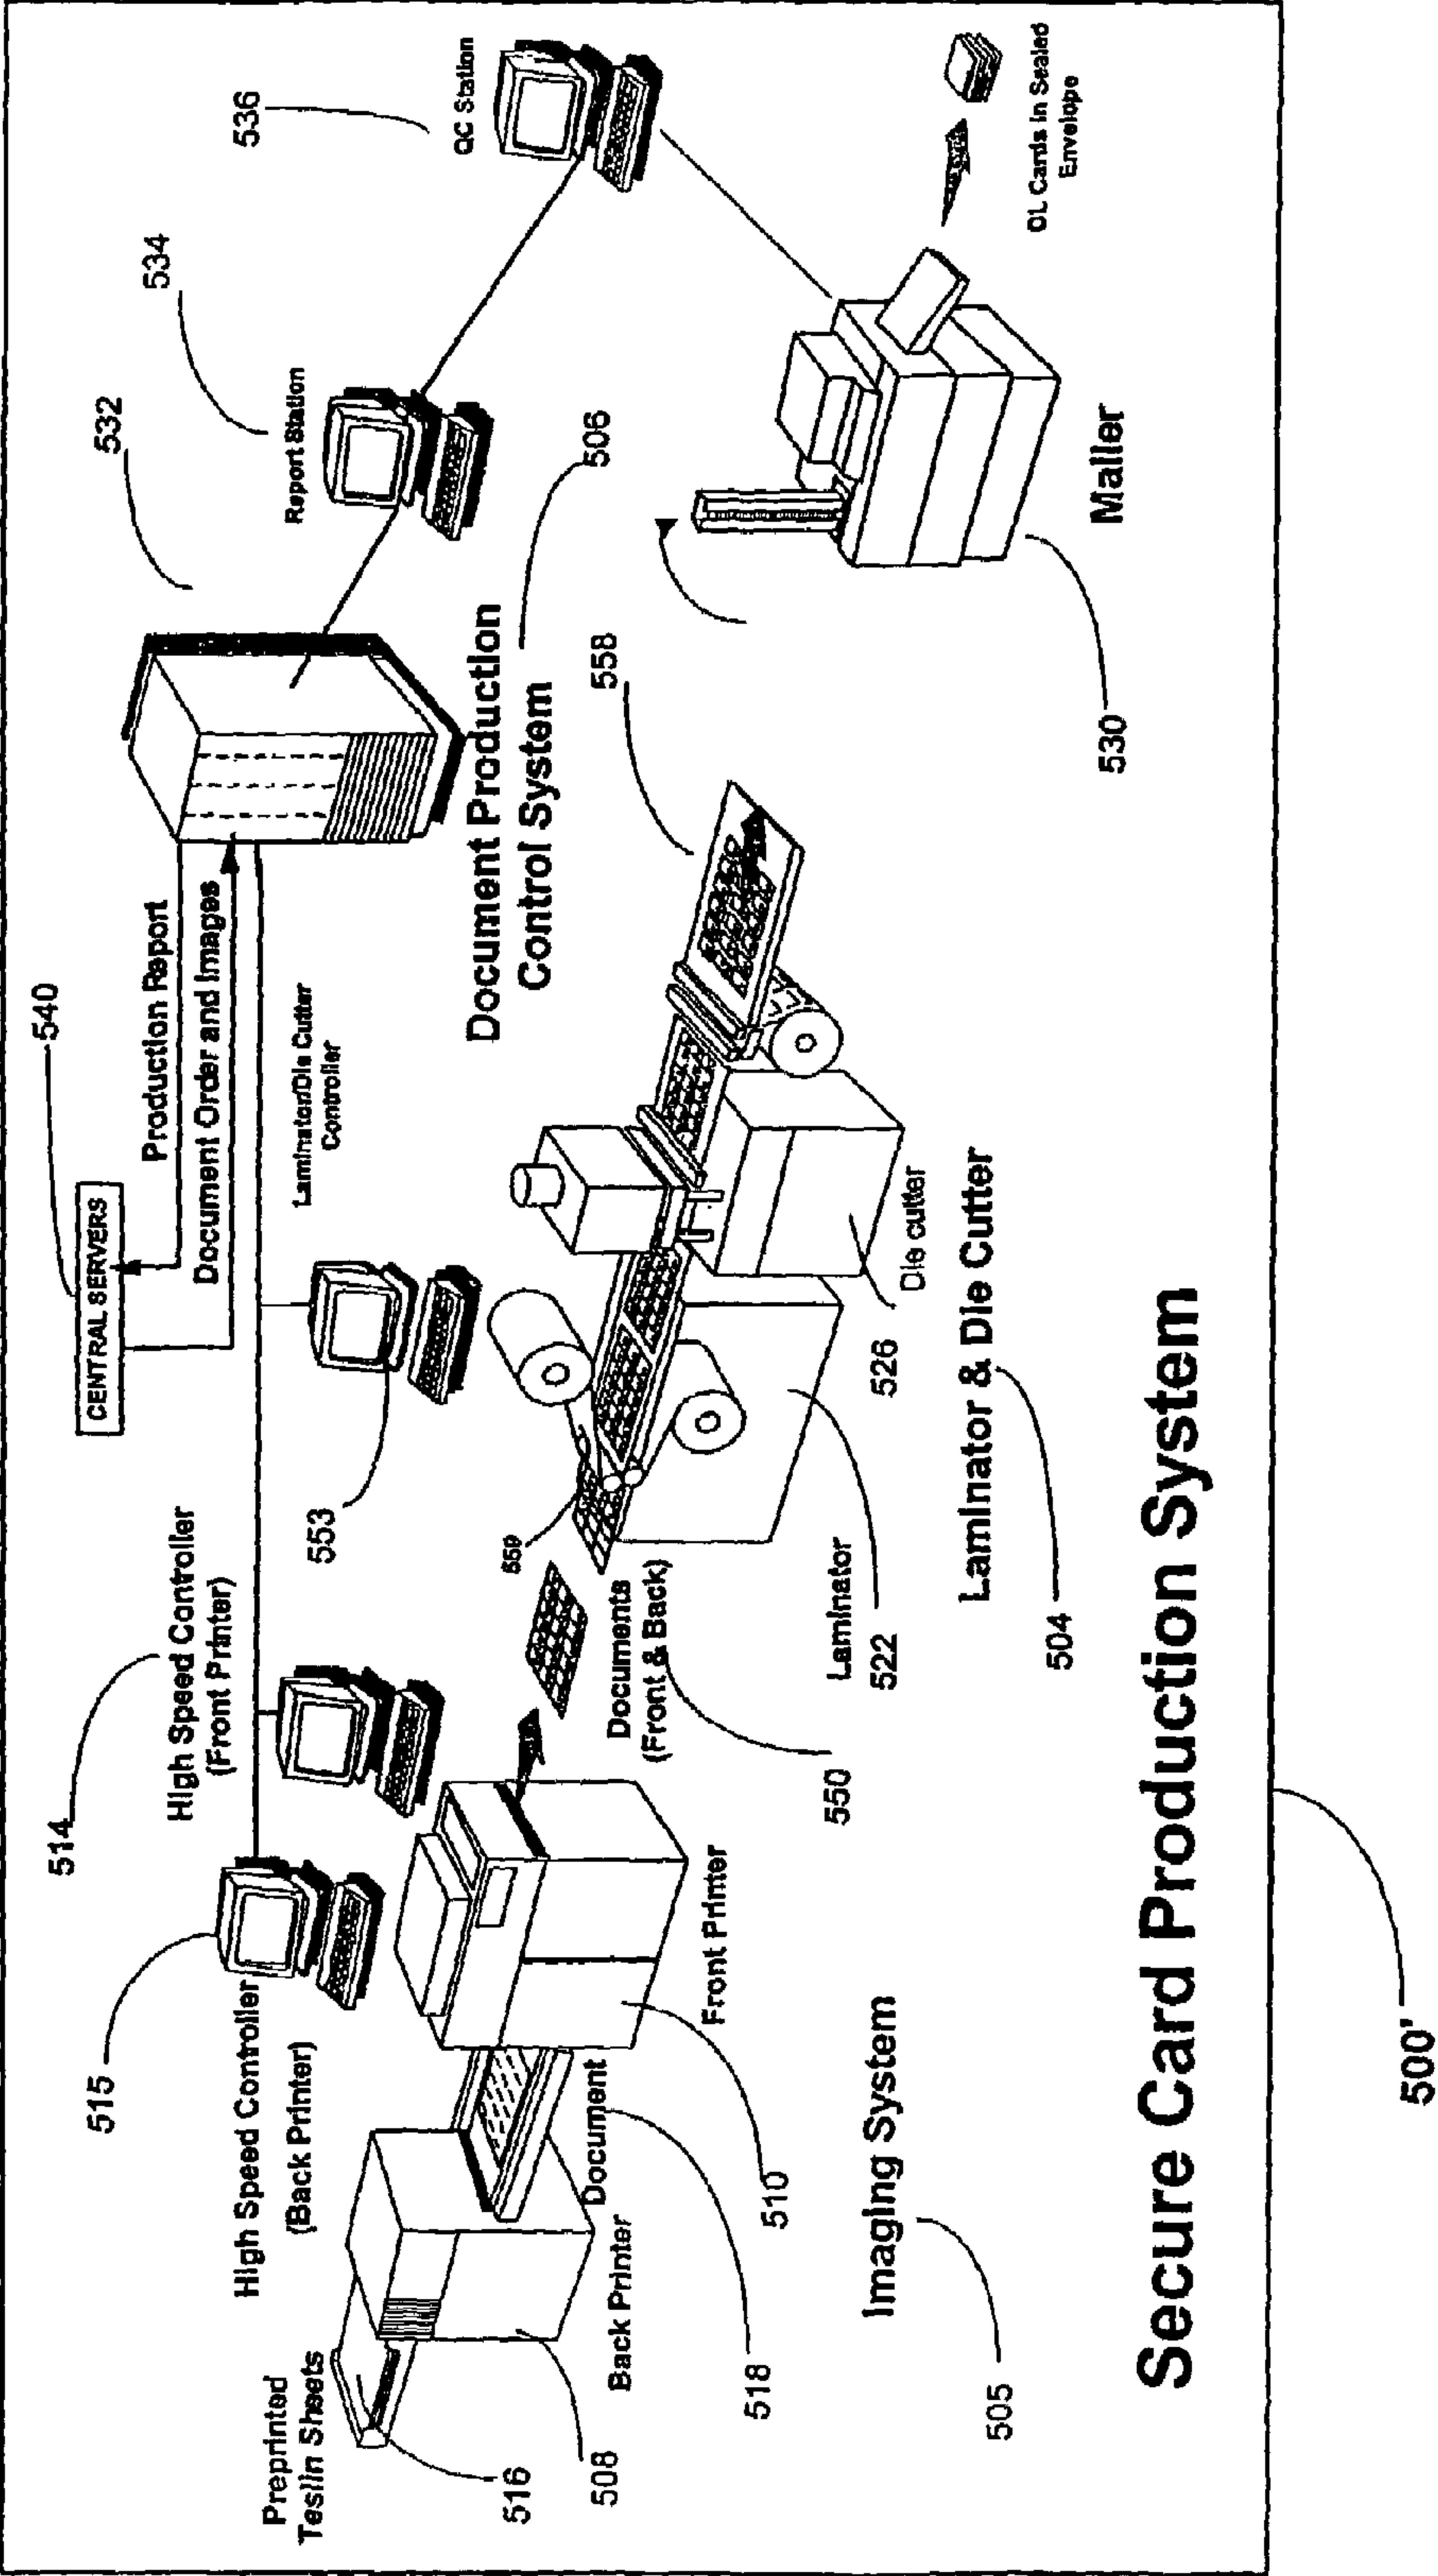 540
CENTRAL SERVERS
Production Report
Document Order and Images
532
534
Report Station
536
QC Station
515
514
High Speed Controller
(Back Printer)
High Speed Controller
(Front Printer)
553
Laminator/Die Cutter
Controller
Document Production
Control System
506
Preprinted
Teslin Sheets
516
508
Back Printer
Document
518
510
Front Printer
Documents
(Front & Back)
550
559
Laminator
522
526
Die cutter
558
530
Mailer
DL Cards in Sealed
Envelope
Imaging System
505
Laminator & Die Cutter
504
Secure Card Production System
500'